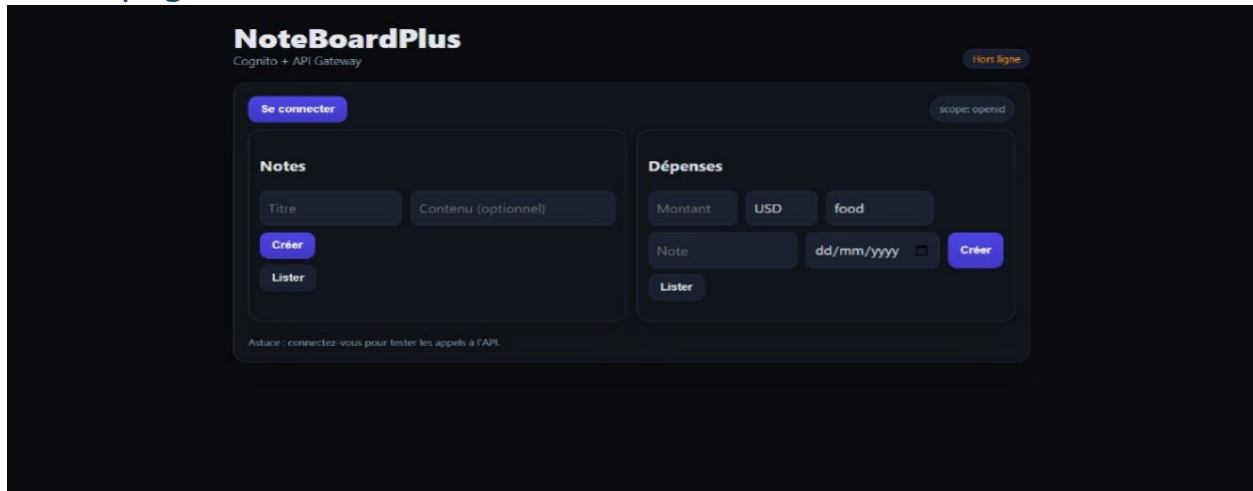 NoteBoardPlus
Cognito + API Gateway
Hors ligne
Se connecter
scope: openid
Notes
Titre
Contenu (optionnel)
Créer
Lister
Dépenses
Montant
USD
food
Note
dd/mm/yyyy
Créer
Lister
Astuce : connectez-vous pour tester les appels à l'API.